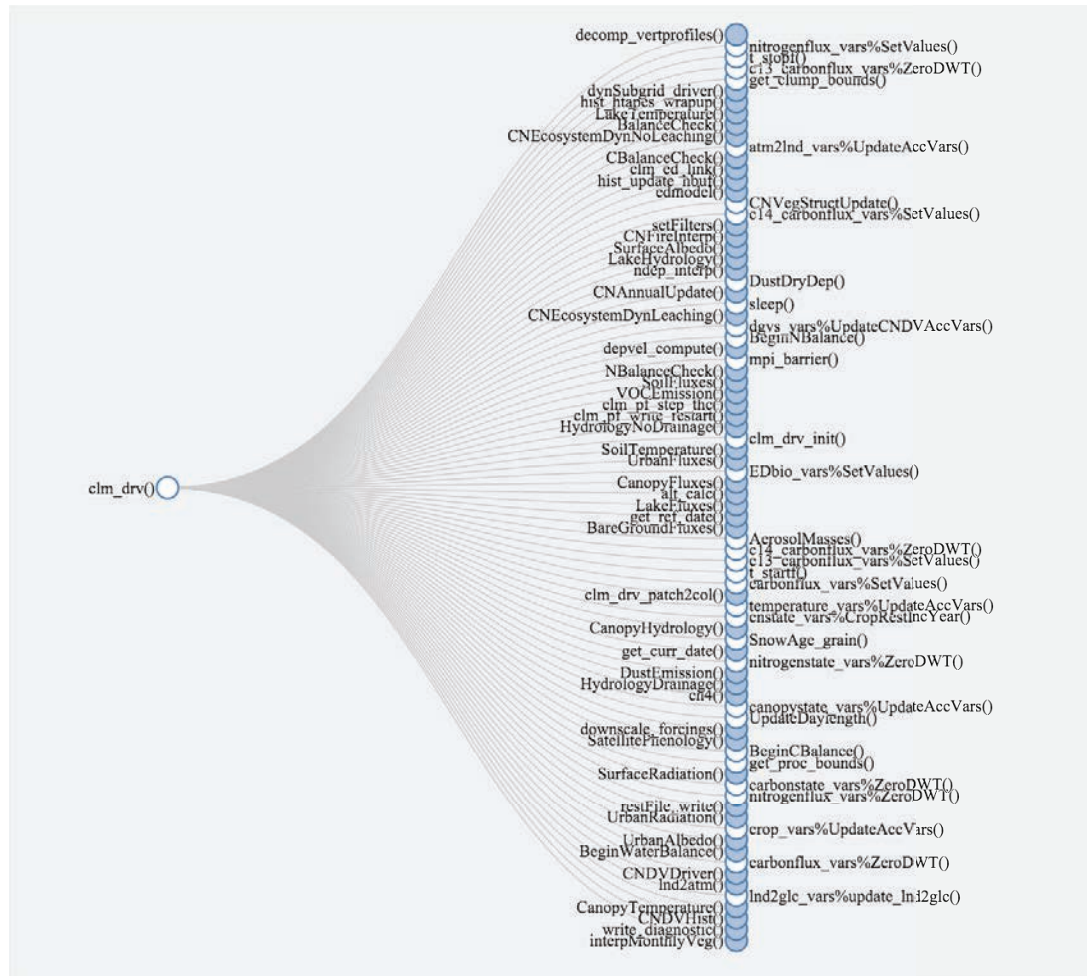 decomp_vertprofiles()
nitrogenflux_vars%SetValues()
t_stopf()
c13_carbonflux_vars%ZeroDWT()
get_clump_bounds()
dynSubgrid_driver()
hist_htapes_wrapup()
LakeTemperature()
BalanceCheck()
CNEcosystemDynNoLeaching()
atm2lnd_vars%UpdateAccVars()
CBalanceCheck()
clm_ed_link()
hist_update_hbuf()
edmodel()
CNVegStructUpdate()
c14_carbonflux_vars%SetValues()
setFilters()
CNFireInterp()
SurfaceAlbedo()
LakeHydrology()
ndep_interp()
DustDryDep()
CNAnnualUpdate()
sleep()
CNEcosystemDynLeaching()
dgvs_vars%UpdateCNDVAccVars()
BeginNBalance()
depvel_compute()
mpi_barrier()
NBalanceCheck()
SoilFluxes()
VOCEmission()
clm_pf_step_thc()
clm_pf_write_restart()
HydrologyNoDrainage()
clm_drv_init()
SoilTemperature()
UrbanFluxes()
EDbio_vars%SetValues()
CanopyFluxes()
clm_drv()
alt_calc()
LakeFluxes()
get_ref_date()
BareGroundFluxes()
AerosolMasses()
c14_carbonflux_vars%ZeroDWT()
c13_carbonflux_vars%SetValues()
t_startf()
carbonflux_vars%SetValues()
clm_drv_patch2col()
temperature_vars%UpdateAccVars()
cnstate_vars%CropRestIncYear()
CanopyHydrology()
SnowAge_grain()
get_curr_date()
nitrogenstate_vars%ZeroDWT()
DustEmission()
HydrologyDrainage()
ch4()
canopystate_vars%UpdateAccVars()
UpdateDaylength()
downscale_forcings()
SatellitePhenology()
BeginCBalance()
get_proc_bounds()
SurfaceRadiation()
carbonstate_vars%ZeroDWT()
nitrogenflux_vars%ZeroDWT()
restFile_write()
UrbanRadiation()
crop_vars%UpdateAccVars()
UrbanAlbedo()
BeginWaterBalance()
carbonflux_vars%ZeroDWT()
CNDVDriver()
lnd2atm()
lnd2glc_vars%update_lnd2glc()
CanopyTemperature()
CNDVHist()
write_diagnostic()
interpMonthlyVeg()